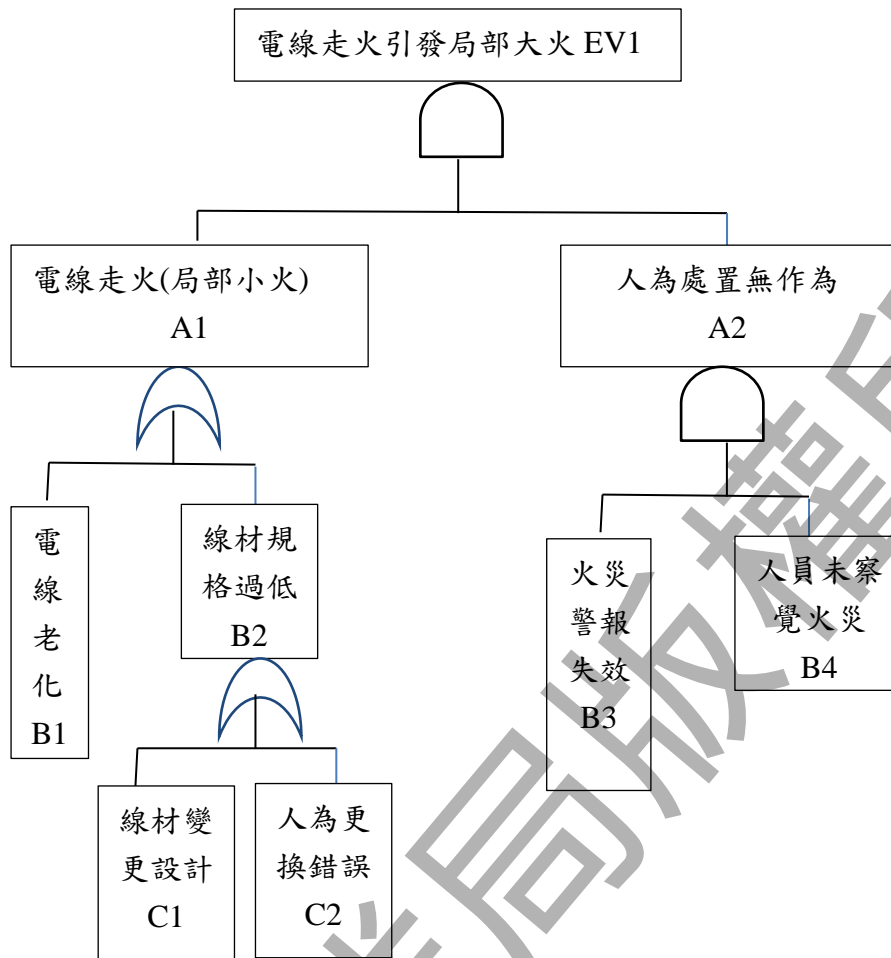 電線走火引發局部大火 EV1
電線走火(局部小火)
A1
人為處置無作為
A2
電
線
老
化
B1
線材規
格過低
B2
火災
警報
失效
B3
人員未察
覺火災
B4
線材變
更設計
C1
人為更
換錯誤
C2
局版權